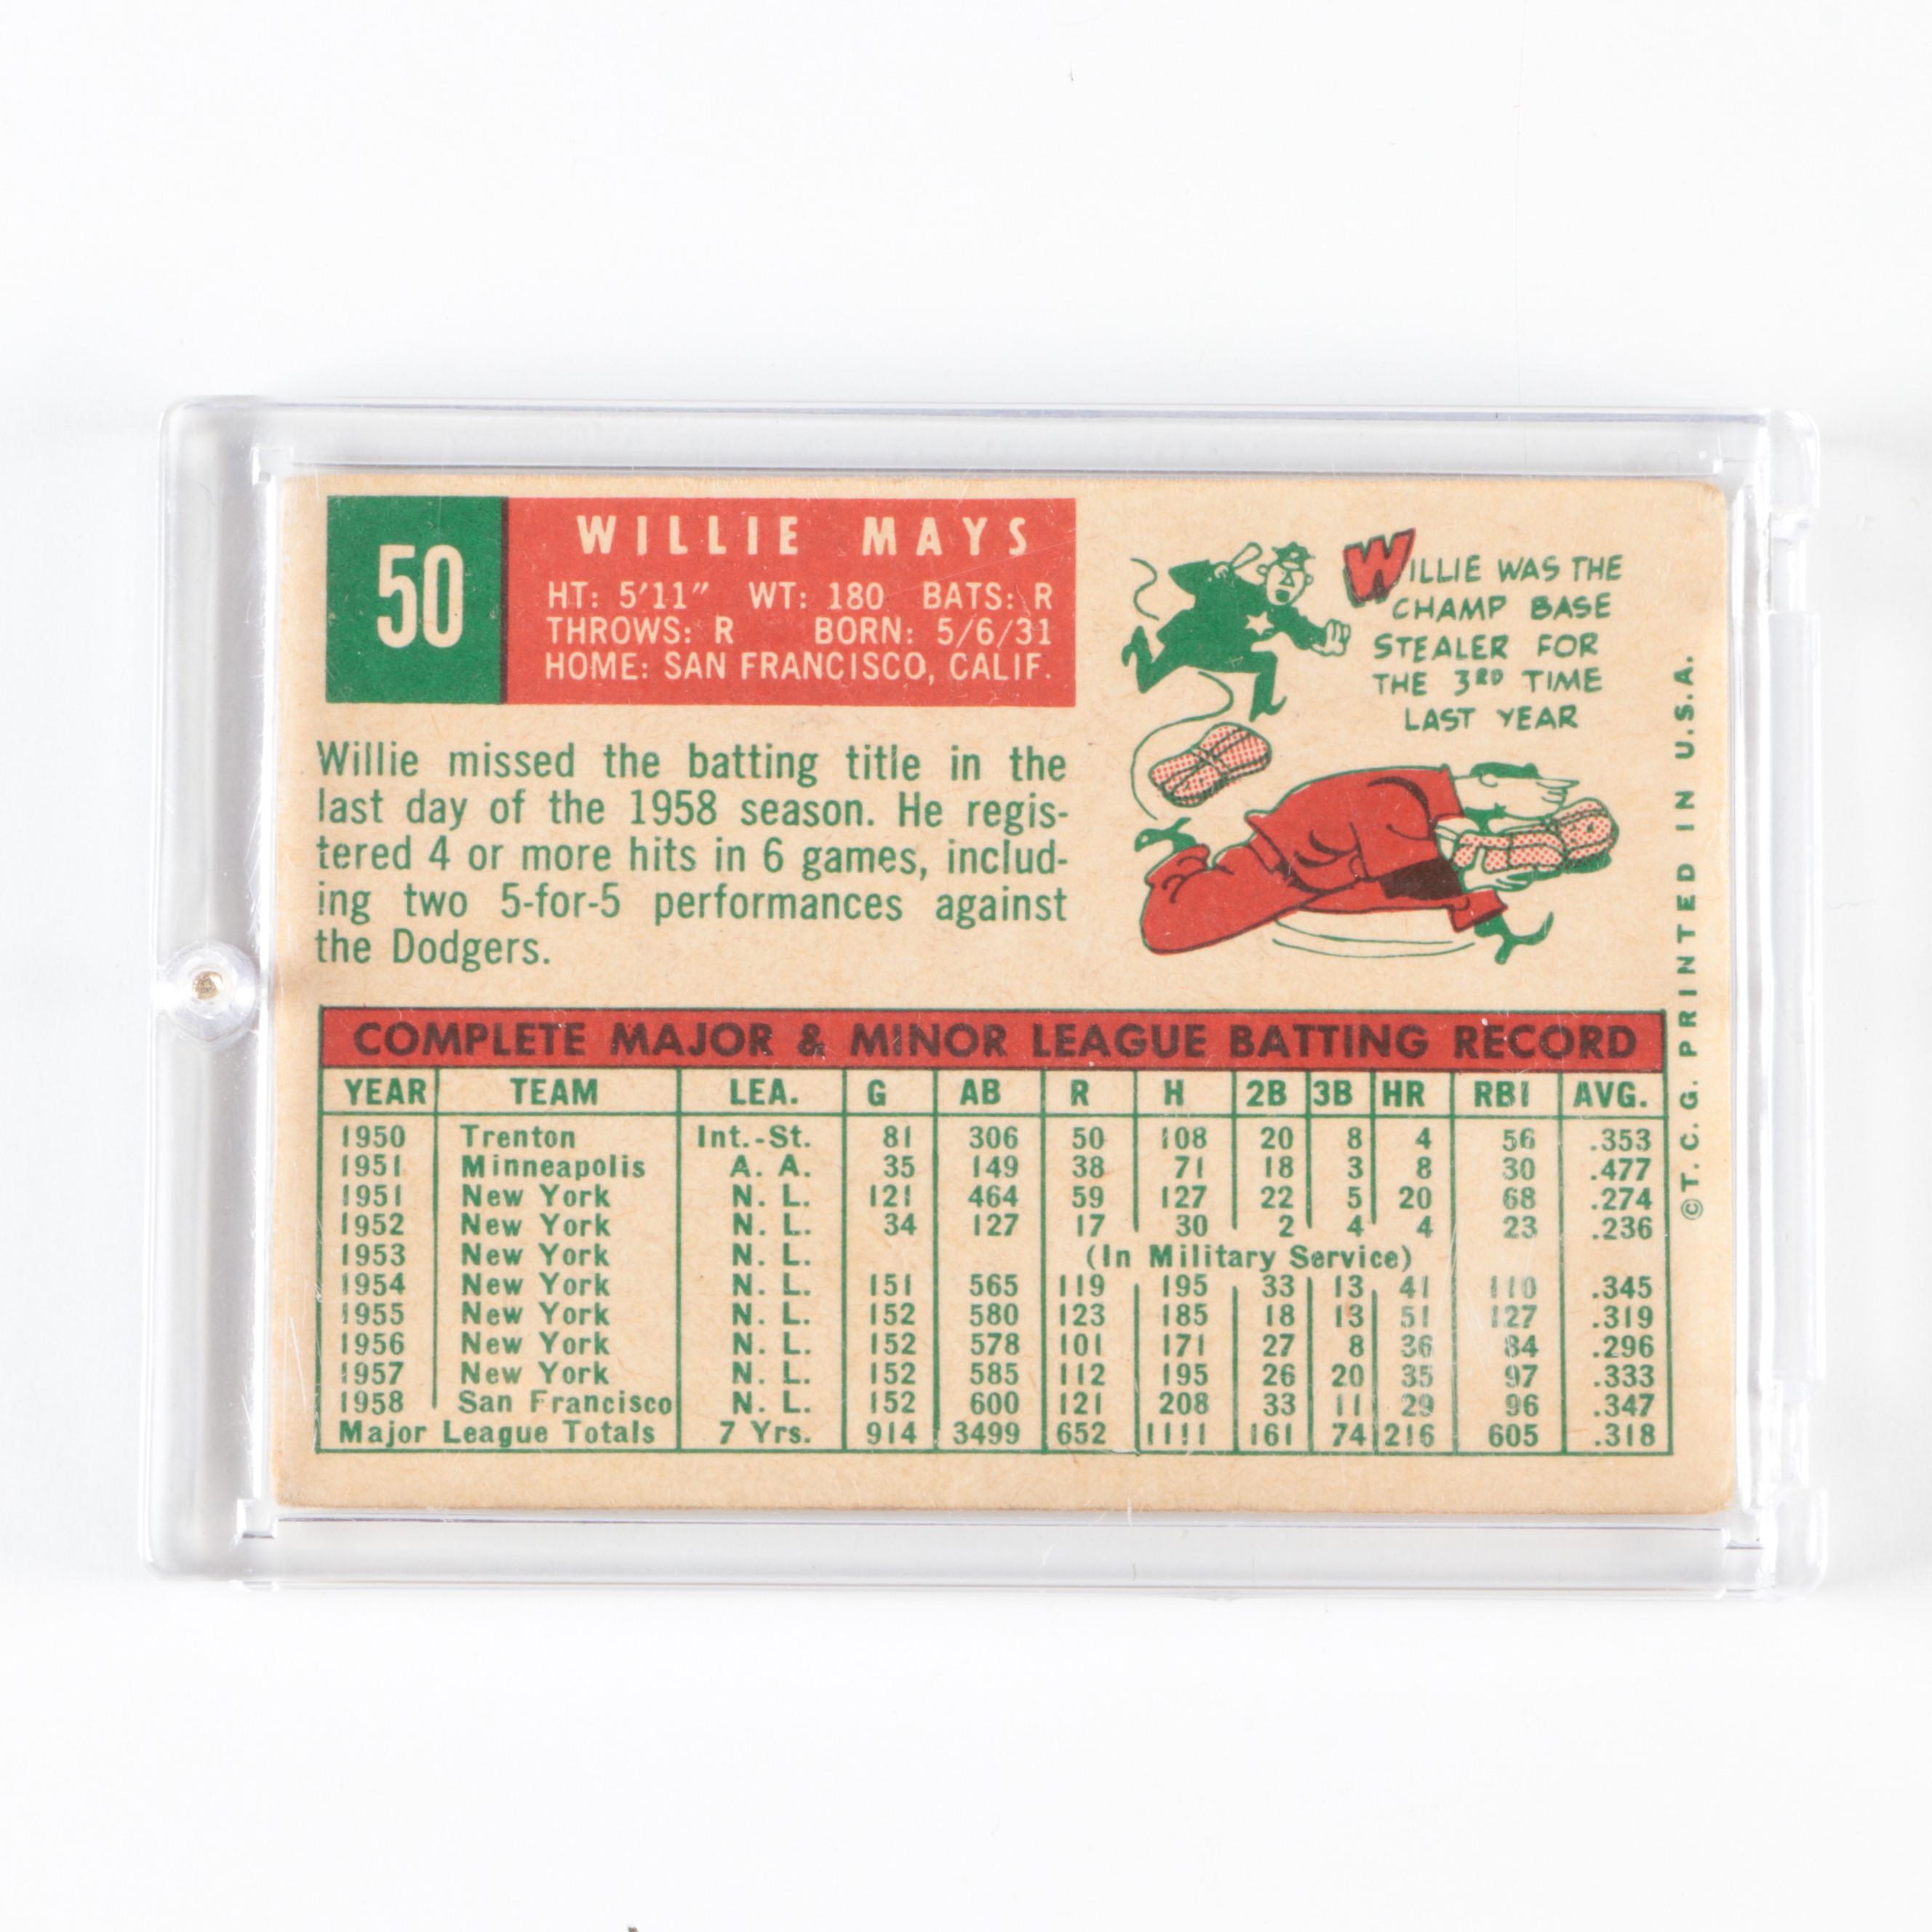 50
WILLIE MAYS
HT: 5'11" WT: 180 BATS: R
THROWS: R BORN: 5/6/31
HOME: SAN FRANCISCO, CALIF.
WILLIE WAS THE
CHAMP BASE
STEALER FOR
THE 3RD TIME
LAST YEAR
Willie missed the batting title in the
last day of the 1958 season. He regis-
tered 4 or more hits in 6 games, includ-
ing two 5-for-5 performances against
the Dodgers.
COMPLETE MAJOR & MINOR LEAGUE BATTING RECORD
YEAR TEAM LEA. G AB R H 2B 3B HR RBI AVG.
1950 Trenton Int.-St. 81 306 50 108 20 8 4 56 .353
1951 Minneapolis A. A. 35 149 38 71 18 3 8 30 .477
1951 New York N. L. 121 464 59 127 22 5 20 68 .274
1952 New York N. L. 34 127 17 30 2 4 4 23 .236
1953 New York N. L. (In Military Service)
1954 New York N. L. 151 565 119 195 33 13 41 110 .345
1955 New York N. L. 152 580 123 185 18 13 51 127 .319
1956 New York N. L. 152 578 101 171 27 8 36 84 .296
1957 New York N. L. 152 585 112 195 26 20 35 97 .333
1958 San Francisco N. L. 152 600 121 208 33 11 29 96 .347
Major League Totals 7 Yrs. 914 3499 652 1111 161 74 216 605 .318
©T. C. G. PRINTED IN U.S.A.